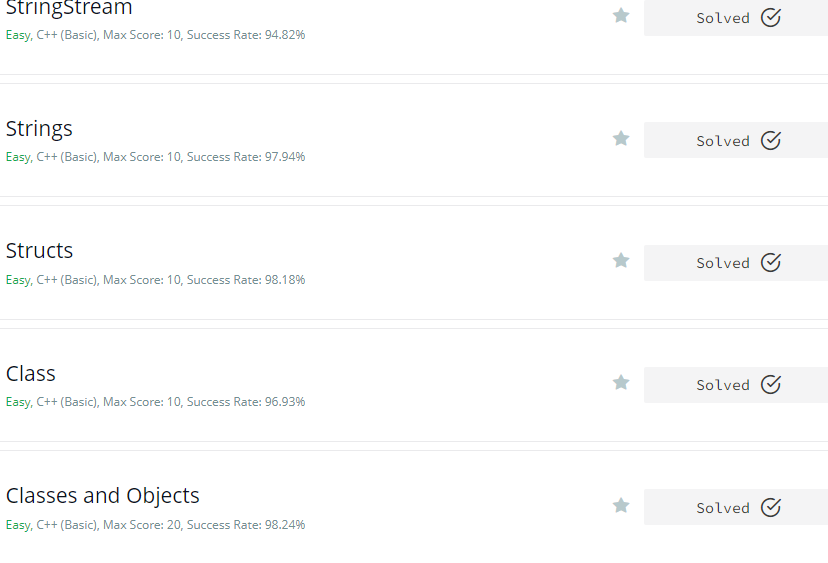 StringStream
Solved
Easy, C++ (Basic), Max Score: 10, Success Rate: 94.82%
Strings
Solved
Easy, C++ (Basic), Max Score: 10, Success Rate: 97.94%
Structs
Solved
Easy, C++ (Basic), Max Score: 10, Success Rate: 98.18%
Class
Solved
Easy, C++ (Basic), Max Score: 10, Success Rate: 96.93%
Classes and Objects
Solved
Easy, C++ (Basic), Max Score: 20, Success Rate: 98.24%